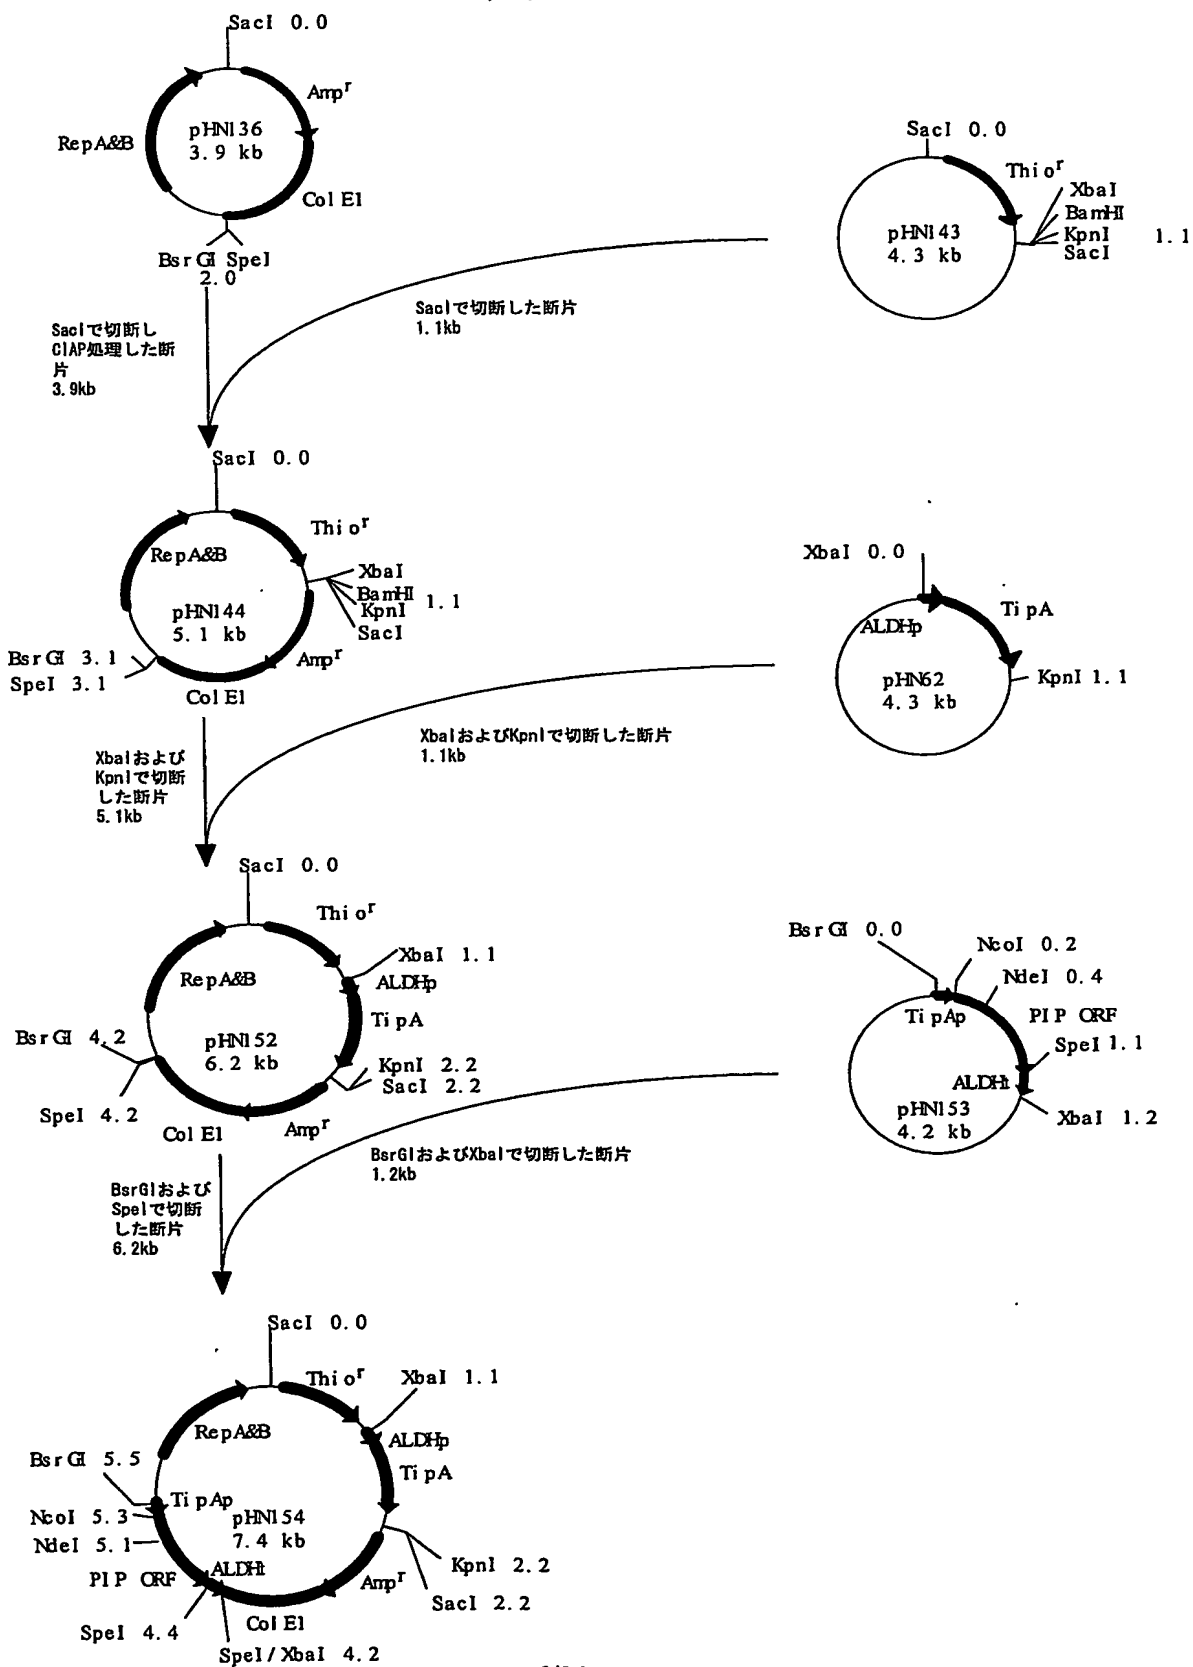 SacI 0.0
Ampʳ
pHN136
3.9 kb
RepA&B
Col E1
BsrGI SpeI
2.0
SacI 0.0
Thioʳ
XbaI
BamHI
KpnI 1.1
SacI
pHN143
4.3 kb
SacIで切断し
CIAP処理した断
片
3.9kb
SacIで切断した断片
1.1kb
SacI 0.0
Thioʳ
RepA&B
XbaI
BamHI
KpnI 1.1
SacI
pHN144
5.1 kb
BsrGI 3.1
SpeI 3.1
Ampʳ
Col E1
XbaI 0.0
TipA
ALDHp
pHN62
4.3 kb
KpnI 1.1
XbaIおよび
KpnIで切断
した断片
5.1kb
XbaIおよびKpnIで切断した断片
1.1kb
SacI 0.0
Thioʳ
XbaI 1.1
RepA&B
ALDHp
TipA
BsrGI 4.2
pHN152
6.2 kb
KpnI 2.2
SacI 2.2
SpeI 4.2
Col E1
Ampʳ
BsrGI 0.0
NcoI 0.2
NdeI 0.4
TipAp
PIP ORF
SpeI 1.1
ALDHt
pHN153
4.2 kb
XbaI 1.2
BsrGIおよび
SpeIで切断
した断片
6.2kb
BsrGIおよびXbaIで切断した断片
1.2kb
SacI 0.0
Thioʳ
XbaI 1.1
RepA&B
ALDHp
TipA
BsrGI 5.5
TipAp
NcoI 5.3
NdeI 5.1
pHN154
7.4 kb
PIP ORF
ALDHt
KpnI 2.2
Ampʳ
SacI 2.2
SpeI 4.4
Col E1
SpeI/XbaI 4.2